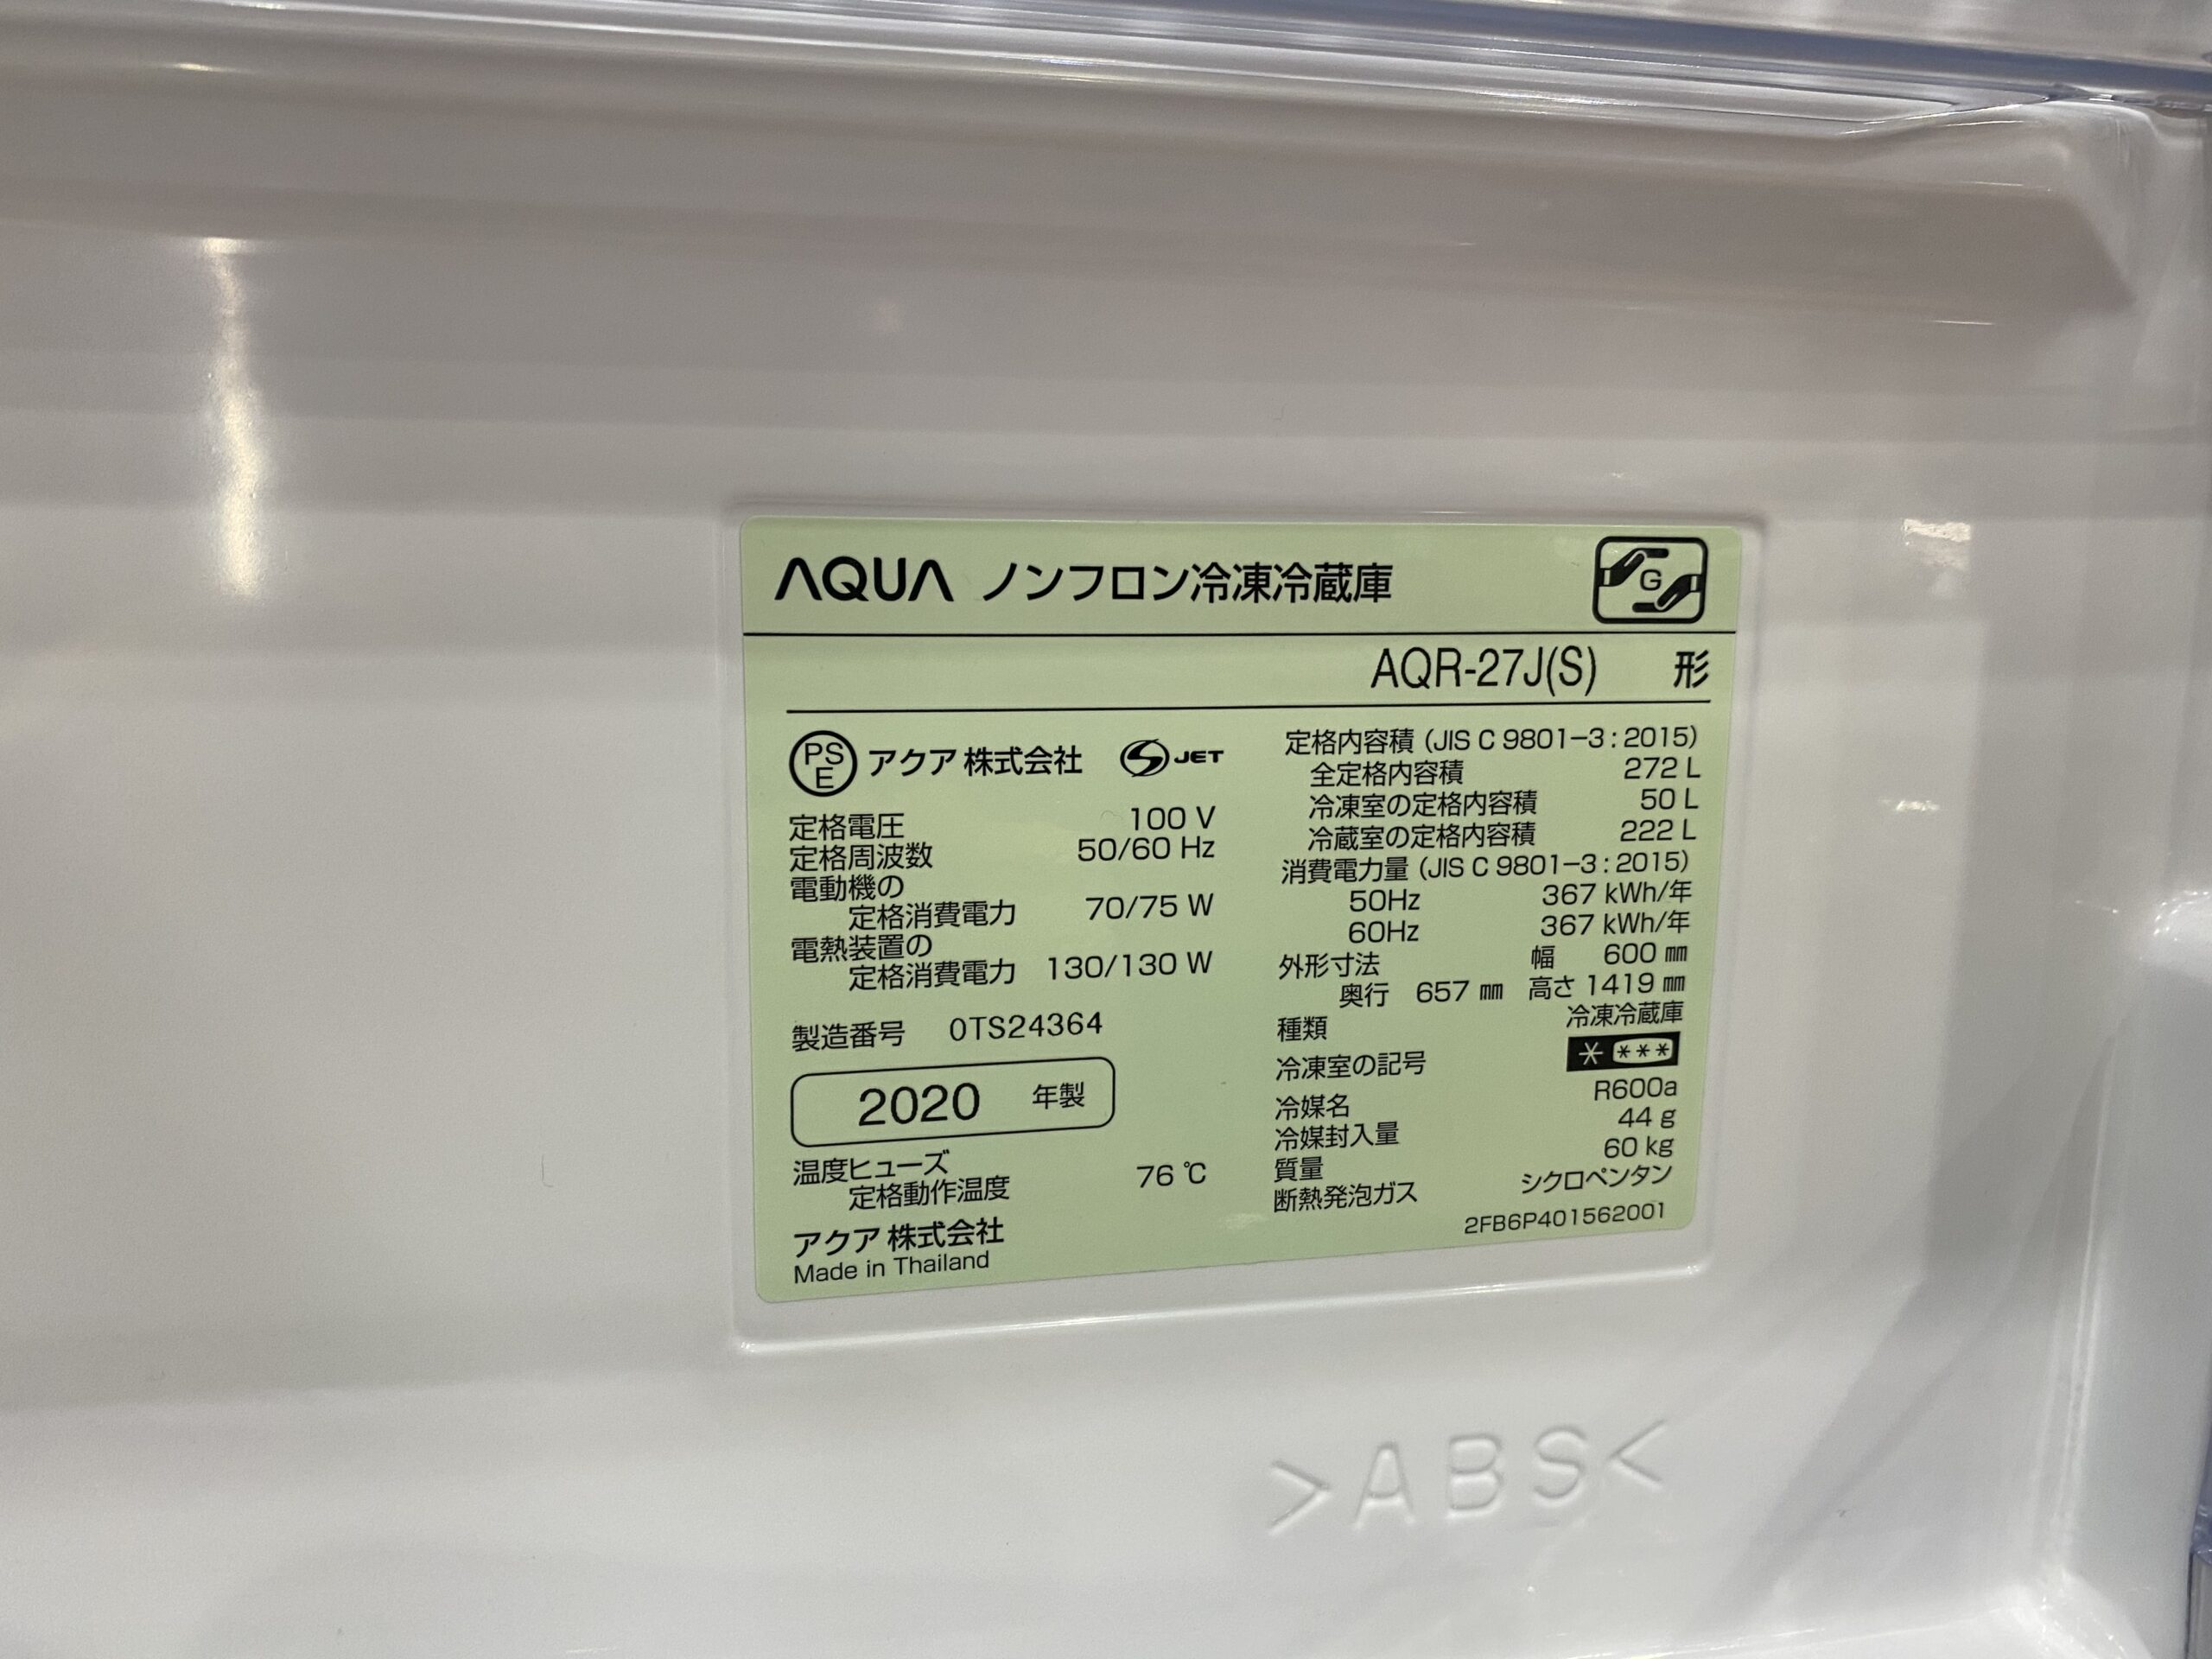 AQUA ノンフロン冷凍冷蔵庫
G
AQR-27J(S) 形
PS
E
アクア 株式会社 S JET
定格電圧 100 V
定格周波数 50/60 Hz
電動機の
定格消費電力 70/75 W
電熱装置の
定格消費電力 130/130 W
製造番号 0TS24364
2020 年製
温度ヒューズ
定格動作温度 76 ℃
アクア 株式会社
Made in Thailand
定格内容積 (JIS C 9801-3 : 2015)
全定格内容積 272 L
冷凍室の定格内容積 50 L
冷蔵室の定格内容積 222 L
消費電力量 (JIS C 9801-3 : 2015)
50Hz 367 kWh/年
60Hz 367 kWh/年
外形寸法 幅 600 ㎜
奥行 657 ㎜ 高さ 1419 ㎜
種類 冷凍冷蔵庫
冷凍室の記号 * ***
冷媒名 R600a
冷媒封入量 44 g
質量 60 kg
断熱発泡ガス シクロペンタン
2FB6P401562001
>ABS<